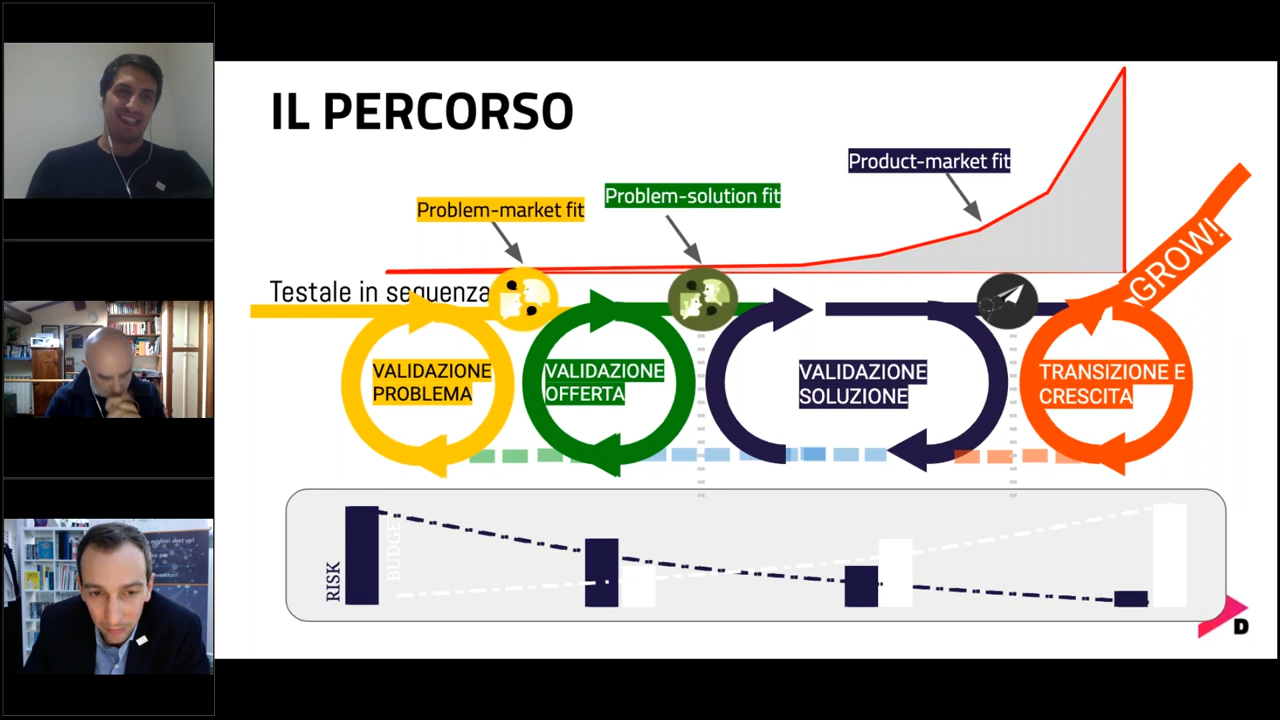 IL PERCORSO
Product-market fit
Problem-solution fit
Problem-market fit
GROW!
Testale in sequenza
VALIDAZIONE
PROBLEMA
VALIDAZIONE
OFFERTA
VALIDAZIONE
SOLUZIONE
TRANSIZIONE E
CRESCITA
RISK
BUDGE
D